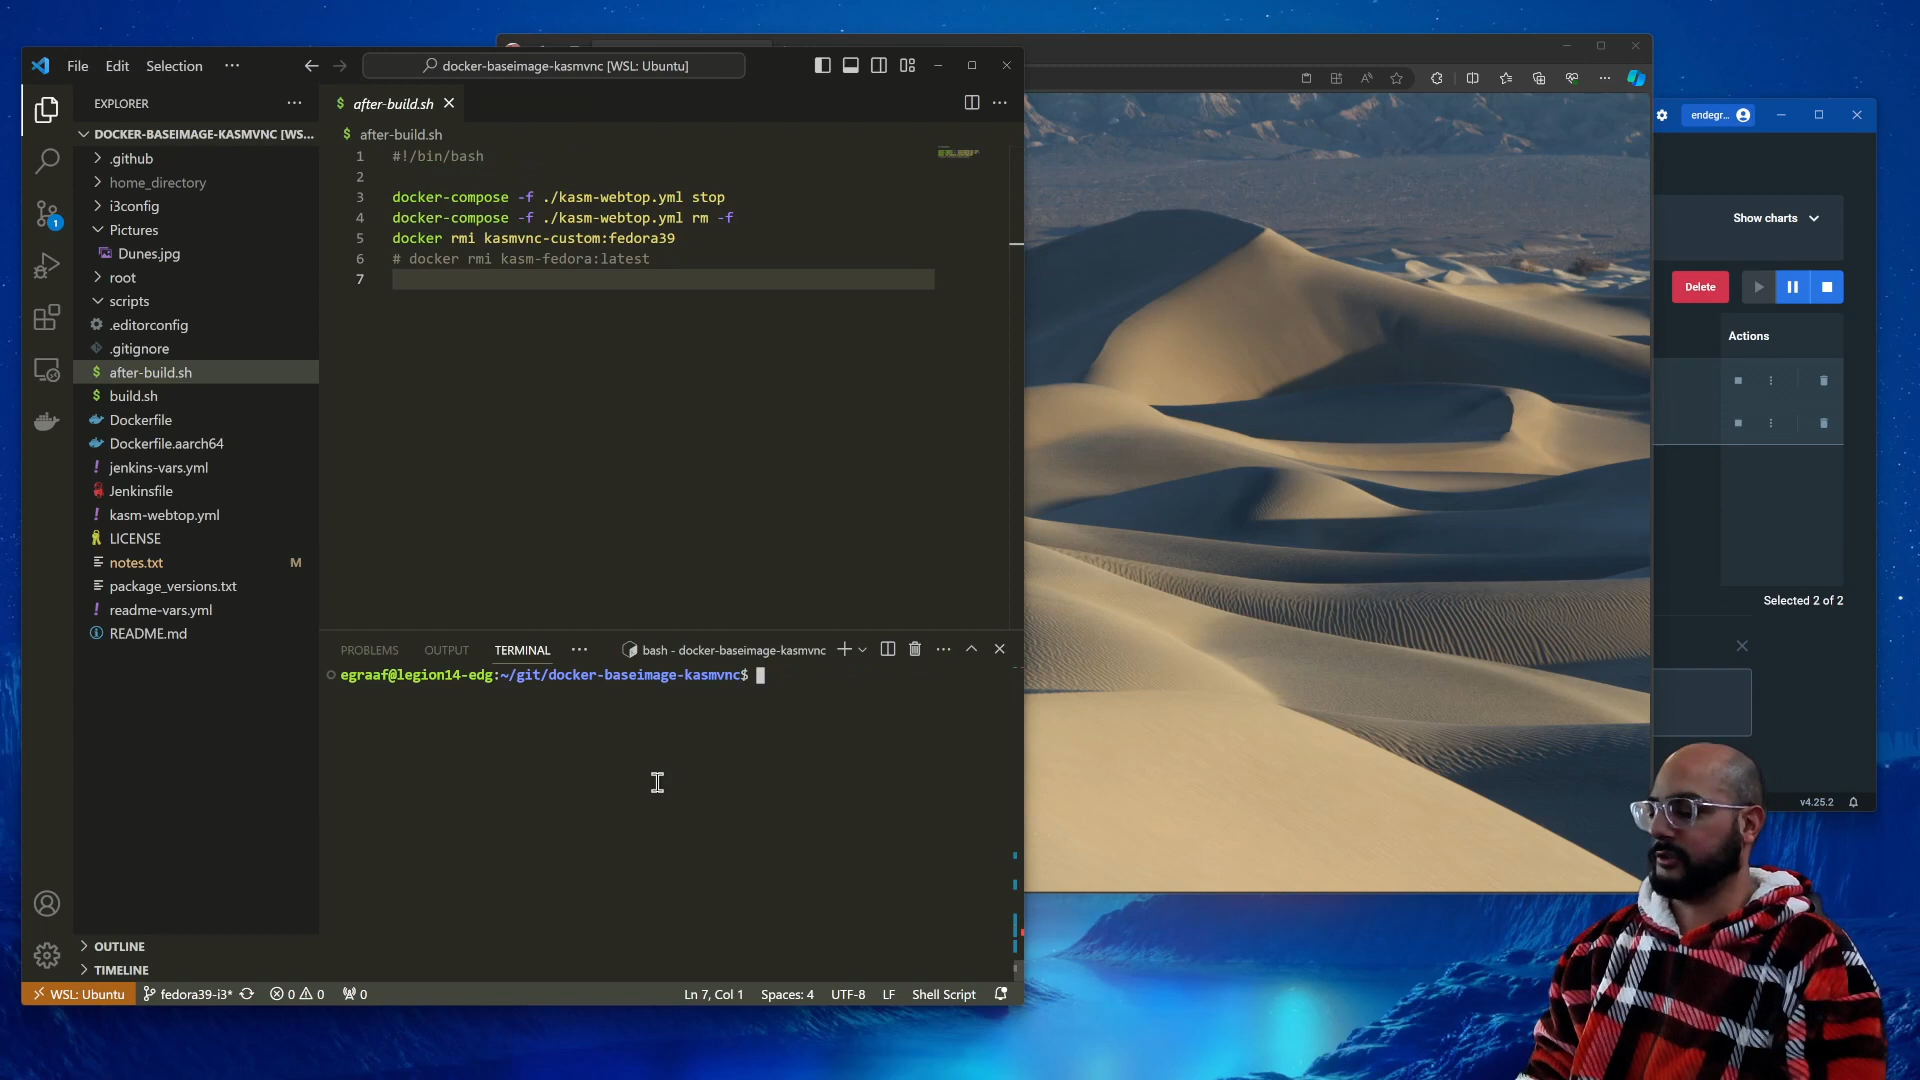 File Edit Selection ···
docker-baseimage-kasmvnc [WSL: Ubuntu]
EXPLORER
DOCKER-BASEIMAGE-KASMVNC [WS...
.github
home_directory
i3config
Pictures
Dunes.jpg
root
scripts
.editorconfig
.gitignore
after-build.sh
build.sh
Dockerfile
Dockerfile.aarch64
jenkins-vars.yml
Jenkinsfile
kasm-webtop.yml
LICENSE
notes.txt M
package_versions.txt
readme-vars.yml
README.md
OUTLINE
TIMELINE
$ after-build.sh
$ after-build.sh
1 #!/bin/bash
2
3 docker-compose -f ./kasm-webtop.yml stop
4 docker-compose -f ./kasm-webtop.yml rm -f
5 docker rmi kasmvnc-custom:fedora39
6 # docker rmi kasm-fedora:latest
7
PROBLEMS OUTPUT TERMINAL ··· bash - docker-baseimage-kasmvnc
egraaf@legion14-edg:~/git/docker-baseimage-kasmvnc$
WSL: Ubuntu fedora39-i3* 0 0 0 Ln 7, Col 1 Spaces: 4 UTF-8 LF Shell Script
1
endegr...
Show charts
Delete
Actions
Selected 2 of 2
v4.25.2